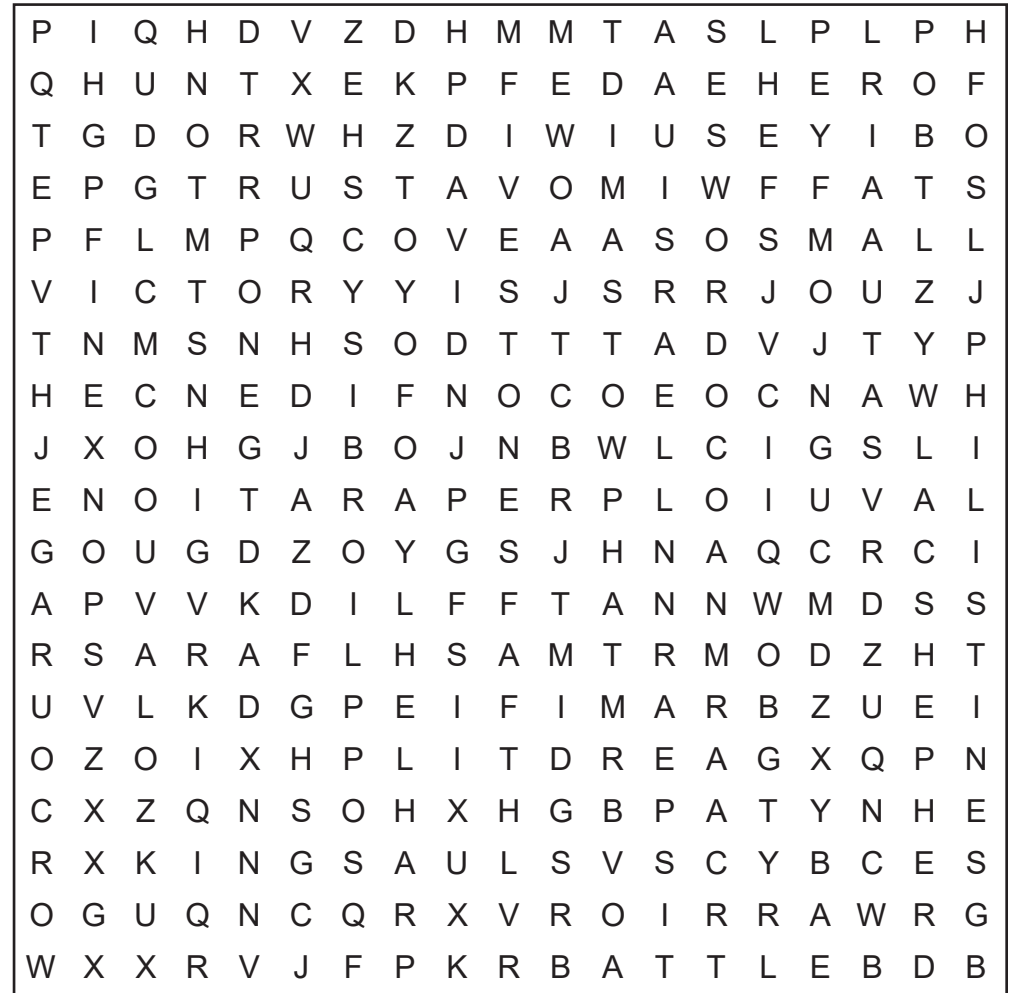 P I Q H D V Z D H M M T A S L P L P H
Q H U N T X E K P F E D A E H E R O F
T G D O R W H Z D I W I U S E Y I B O
E P G T R U S T A V O M I W F F A T S
P F L M P Q C O V E A A S O S M A L L
V I C T O R Y Y I S J S R R J O U Z J
T N M S N H S O D T T T A D V J T Y P
H E C N E D I F N O C O E O C N A W H
J X O H G J B O J N B W L C I G S L I
E N O I T A R A P E R P L O I U V A L
G O U G D Z O Y G S J H N A Q C R C I
A P V V K D I L F F T A N N W M D S S
R S A R A F L H S A M T R M O D Z H T
U V L K D G P E I F I M A R B Z U E I
O Z O I X H P L I T D R E A G X Q P N
C X Z Q N S O H X H G B P A T Y N H E
R X K I N G S A U L S V S C Y B C E S
O G U Q N C Q R X V R O I R R A W R G
W X X R V J F P K R B A T T L E B D B